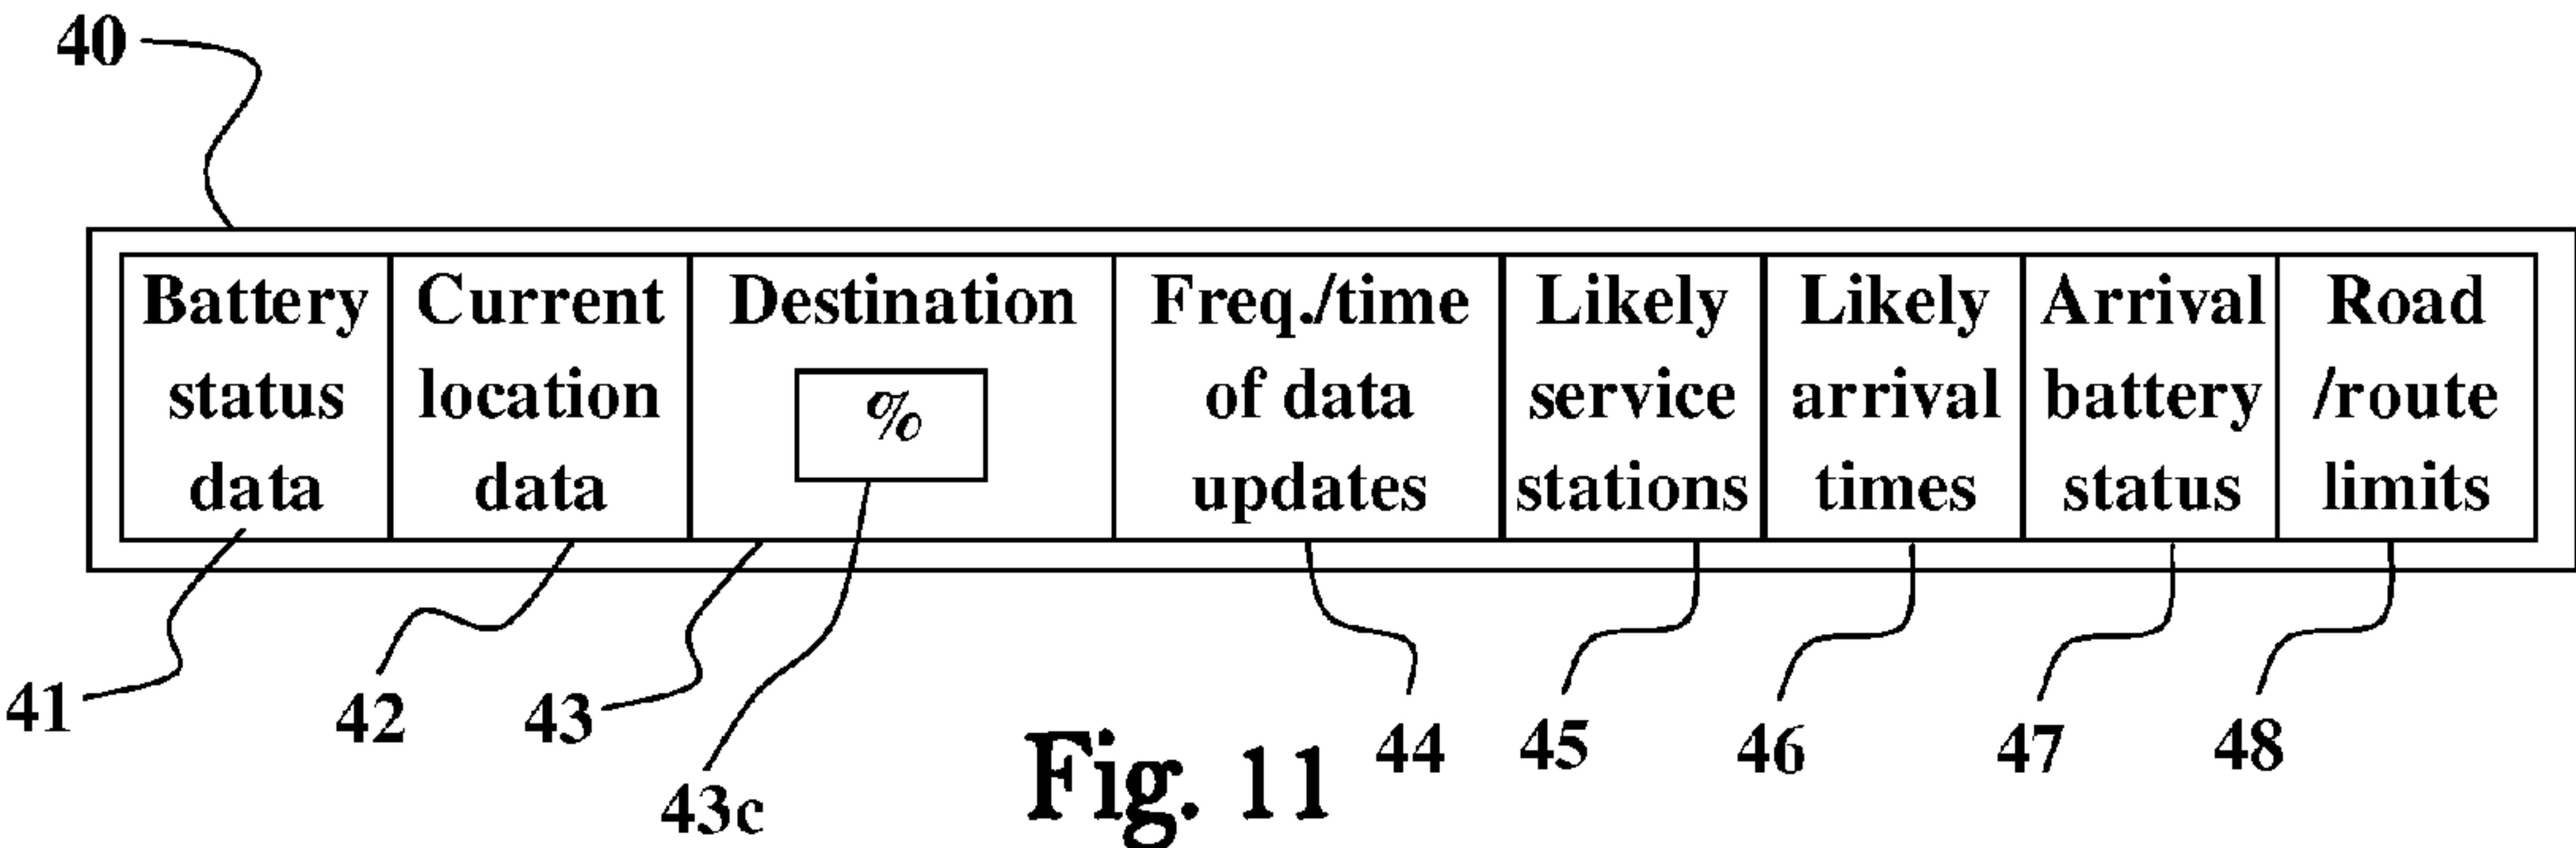 40
Battery
status
data
Current
location
data
Destination
%
Freq./time
of data
updates
Likely
service
stations
Likely
arrival
times
Arrival
battery
status
Road
/route
limits
41
42
43
43c
44
45
46
47
48
Fig. 11